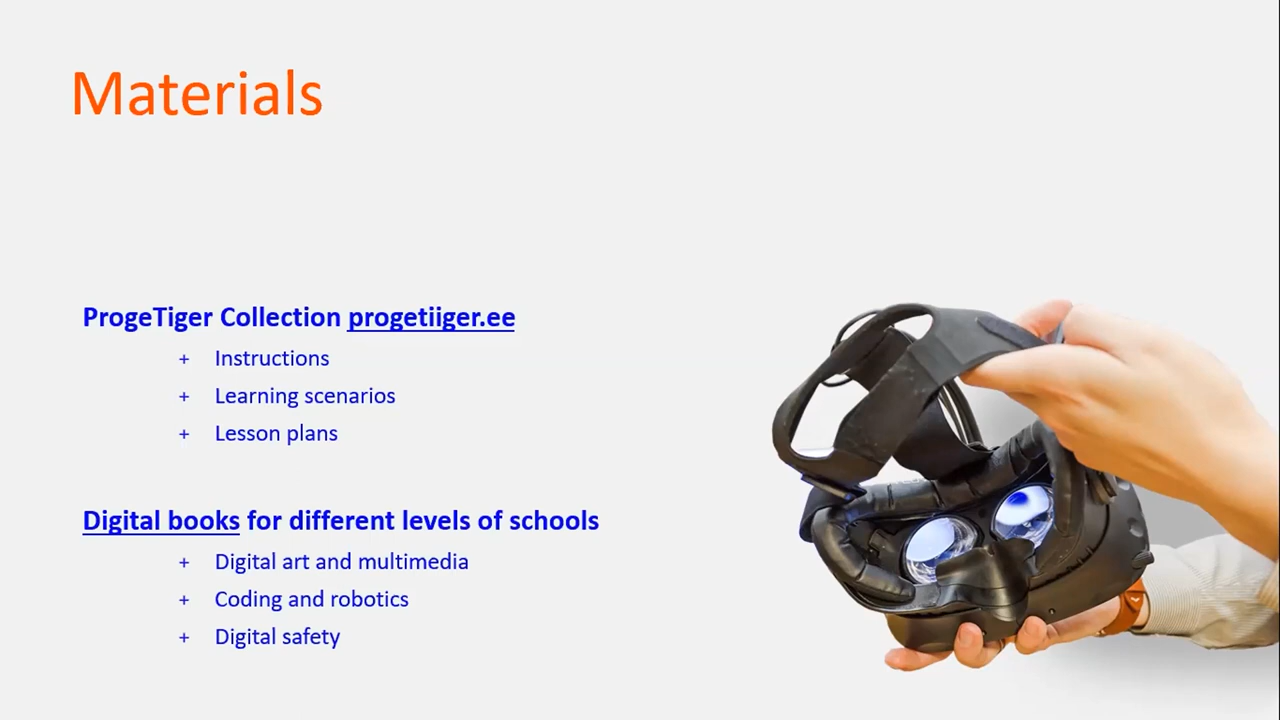 Materials
ProgeTiger Collection progetiiger.ee
+ Instructions
+ Learning scenarios
+ Lesson plans
Digital books for different levels of schools
+ Digital art and multimedia
+ Coding and robotics
+ Digital safety